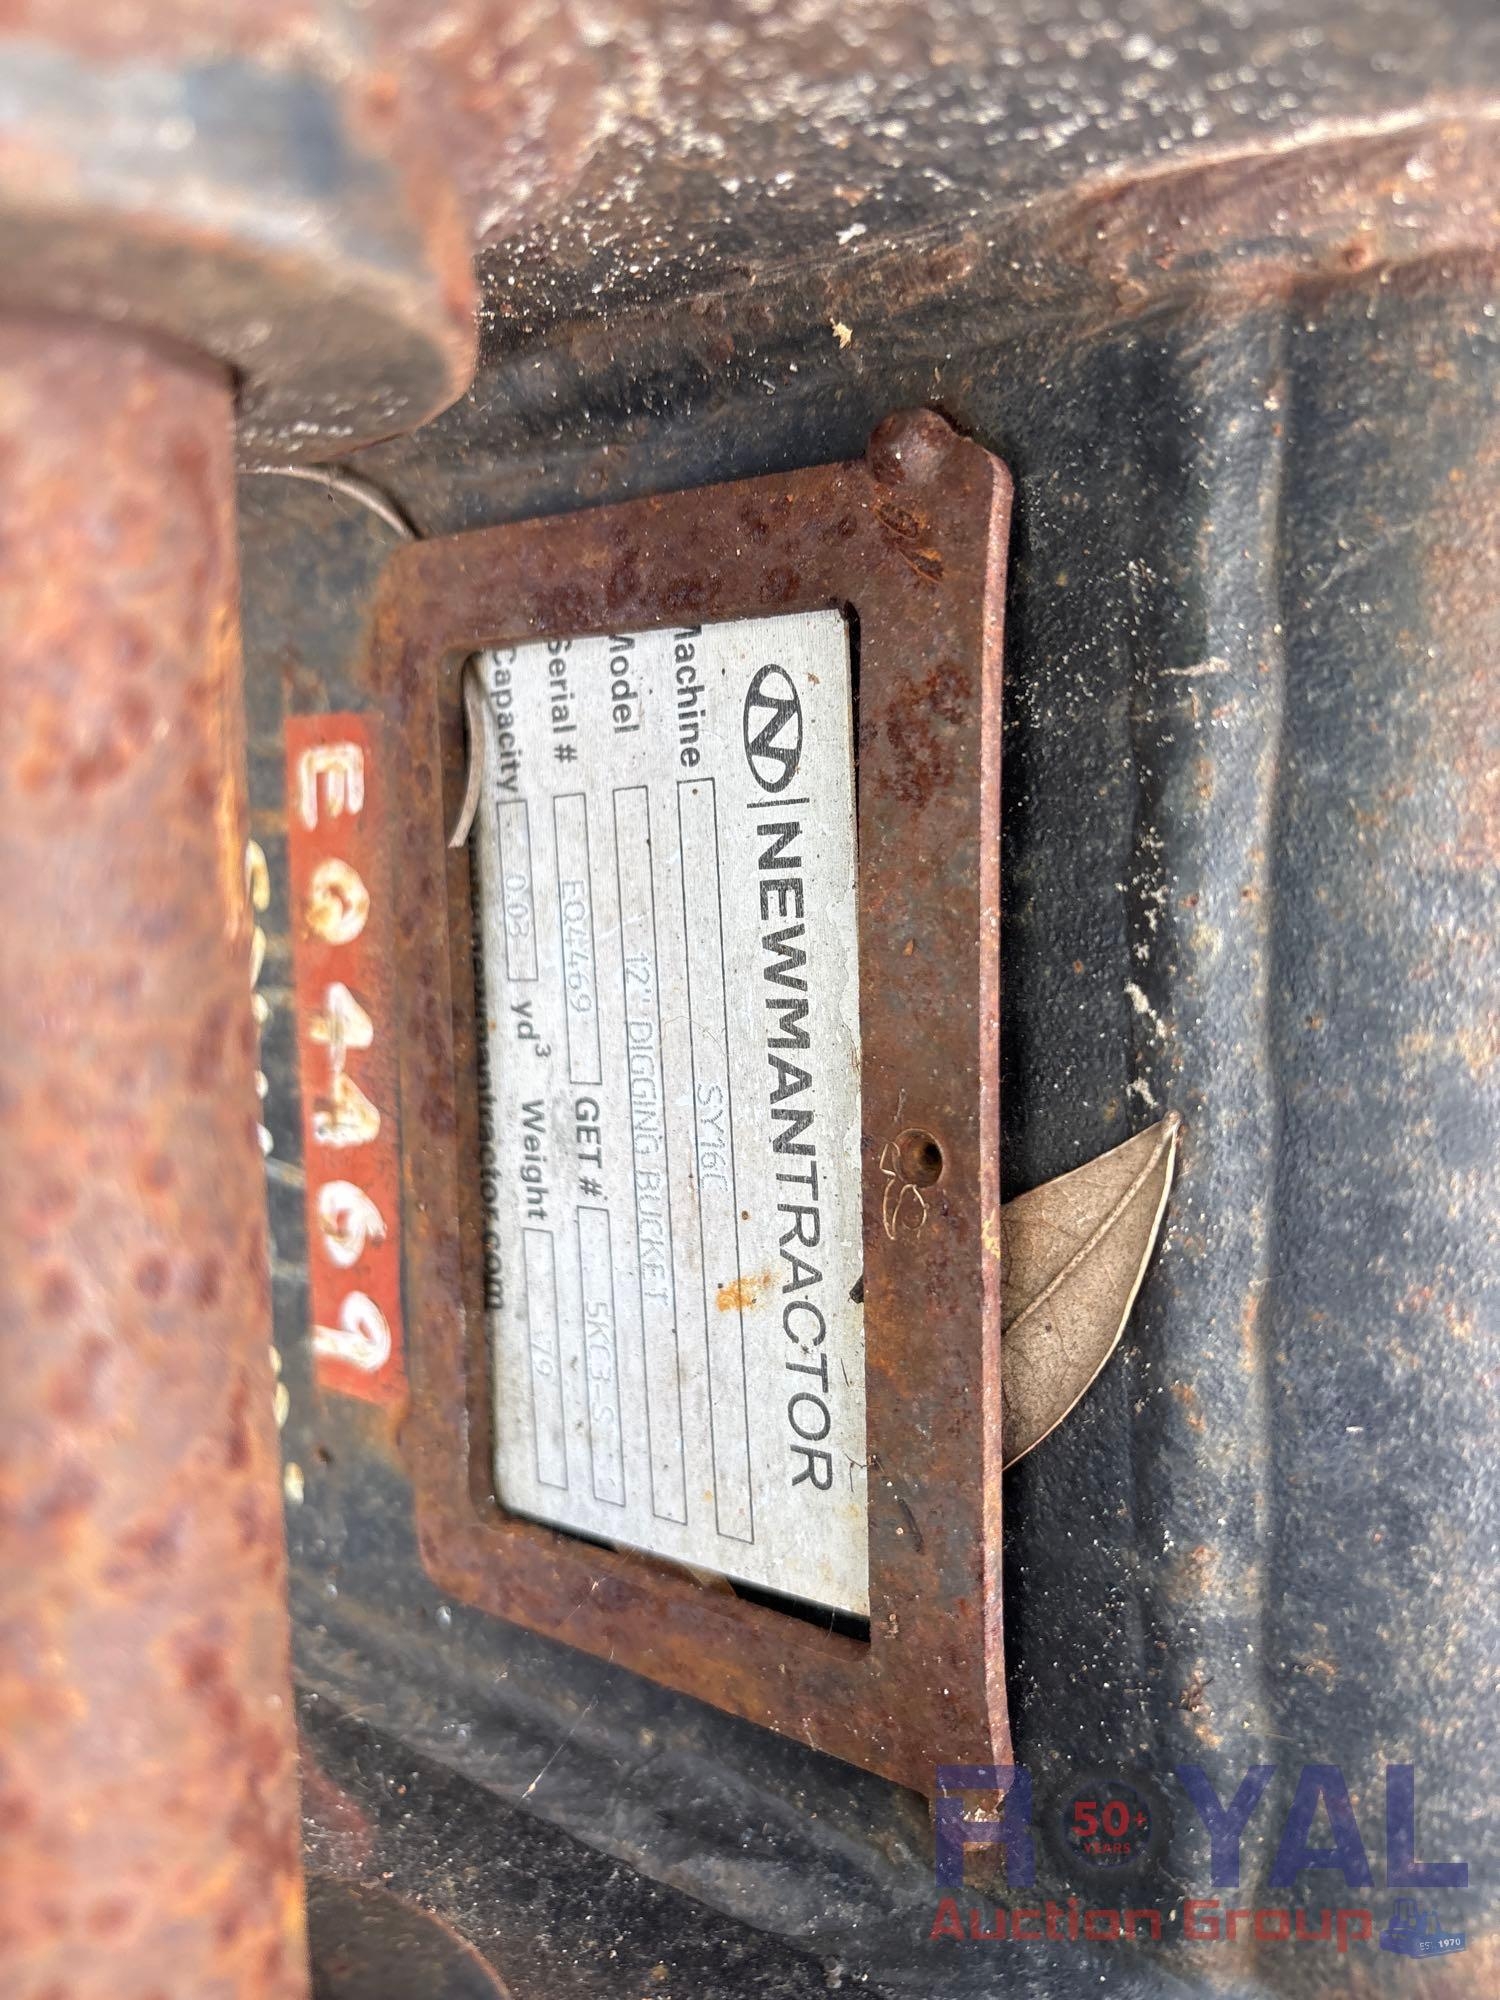 NEWMANTRACTOR
Machine SY16C
Model 12" DIGGING BUCKET
Serial # EQ4469 GET # 5KC3-S
Capacity 0.03 yd³ Weight 79
EQ4469
ROYAL
50+
YEARS
Auction Group
EST. 1970